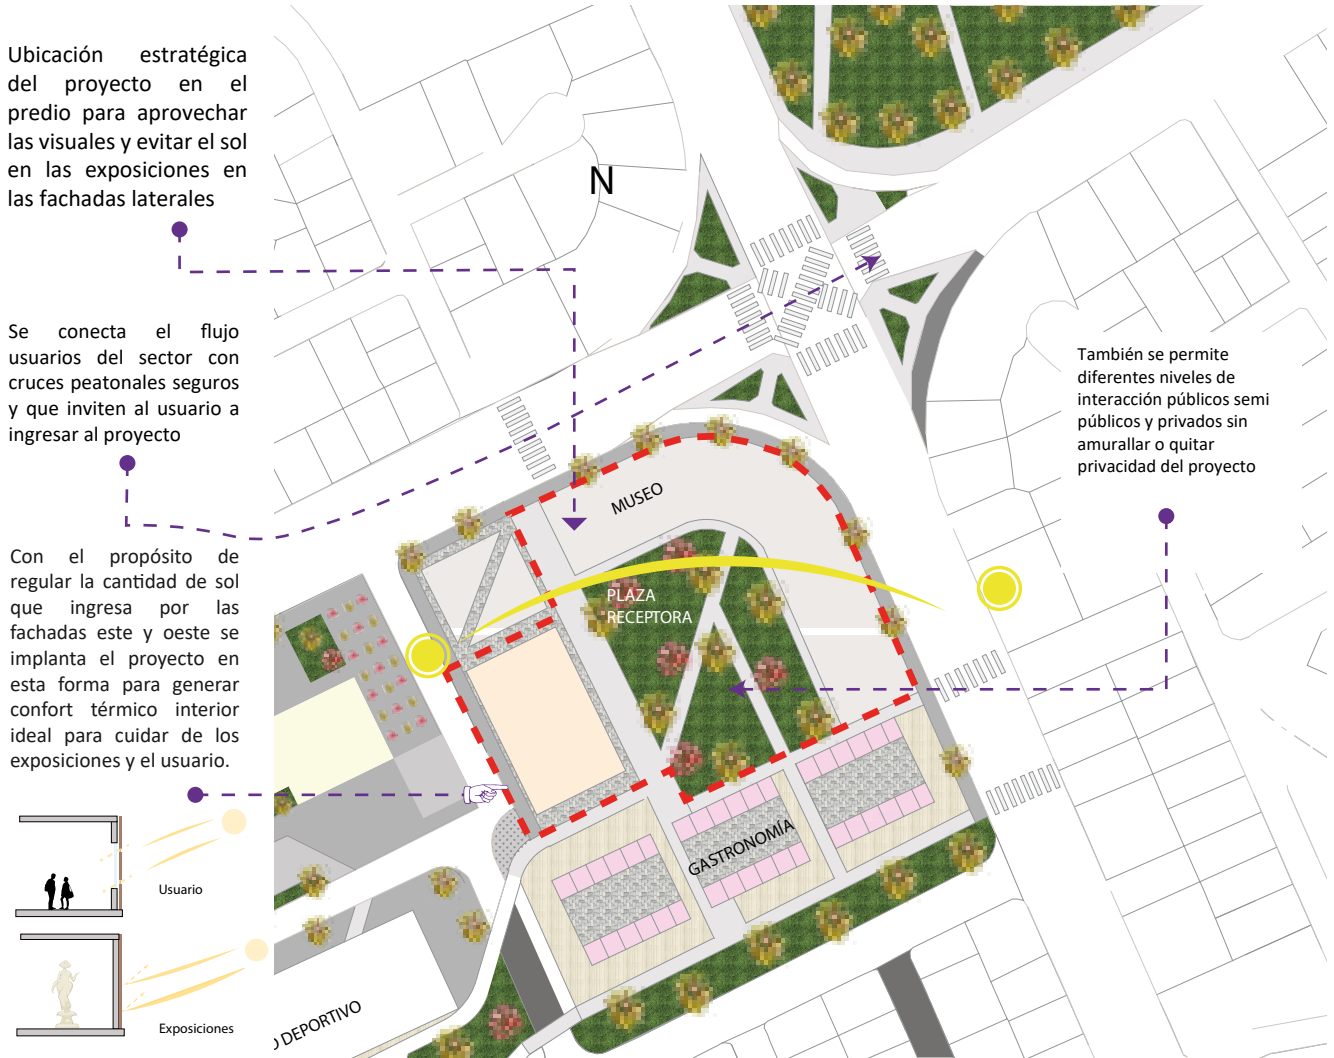 Ubicación estratégica
del proyecto en el
predio para aprovechar
las visuales y evitar el sol
en las exposiciones en
las fachadas laterales
Se conecta el flujo
usuarios del sector con
cruces peatonales seguros
y que inviten al usuario a
ingresar al proyecto
Con el propósito de
regular la cantidad de sol
que ingresa por las
fachadas este y oeste se
implanta el proyecto en
esta forma para generar
confort térmico interior
ideal para cuidar de los
exposiciones y el usuario.
Usuario
Exposiciones
N
MUSEO
PLAZA
RECEPTORA
GASTRONOMÍA
O DEPORTIVO
También se permite
diferentes niveles de
interacción públicos semi
públicos y privados sin
amurallar o quitar
privacidad del proyecto